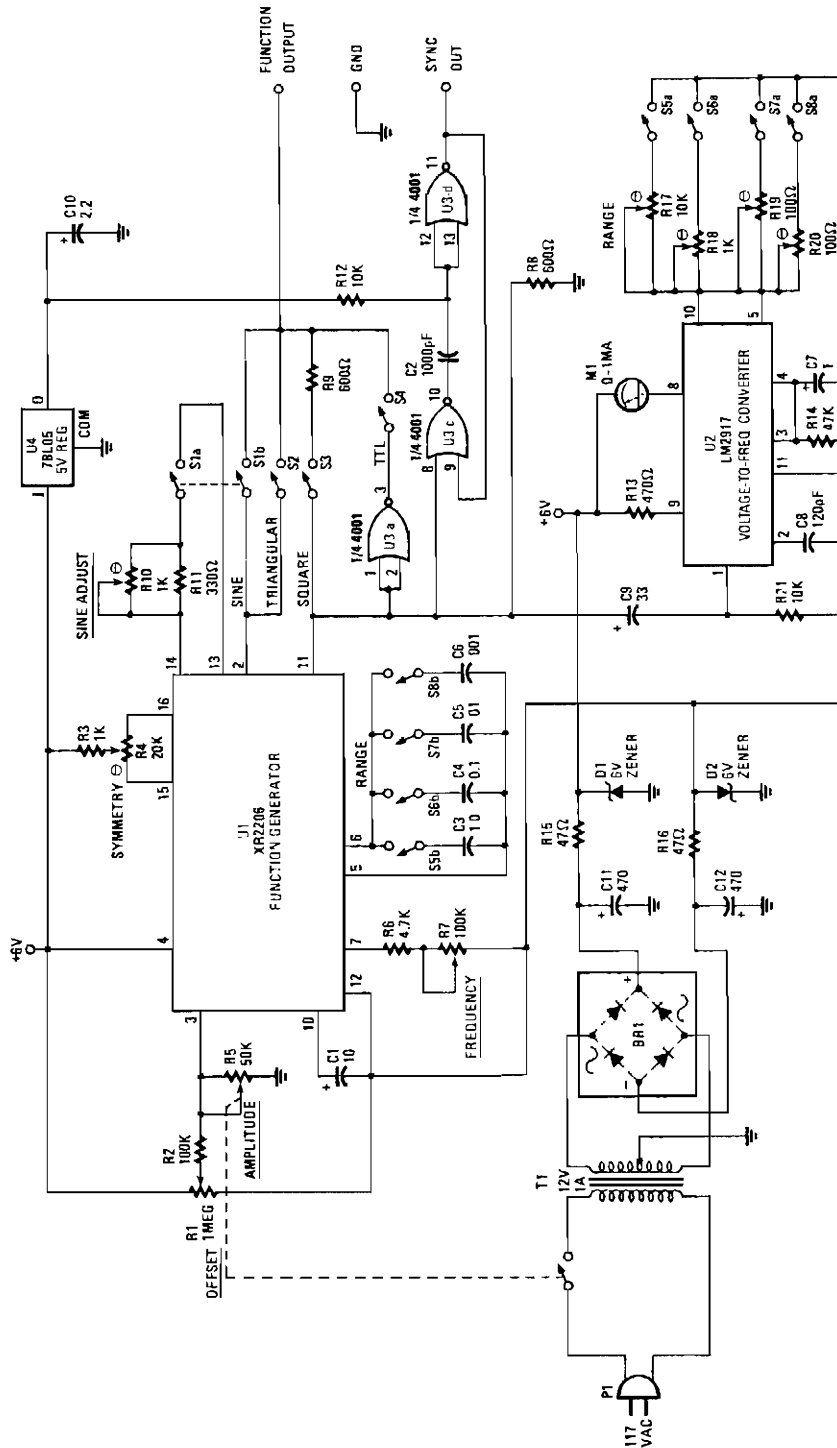 +6V
U4
7BL05
5V REG
I
0
COM
C10
2.2
+
FUNCTION
OUTPUT
GND
SYNC
OUT
SYMMETRY
R3
1K
R4
20K
SINE ADJUST
R10
1K
R11
330Ω
S1a
S1b
S2
S3
S4
SINE
TRIANGULAR
SQUARE
TTL
R9
600Ω
R12
10K
R1
1MEG
OFFSET
R2
100K
R5
50K
AMPLITUDE
U1
XR2206
FUNCTION GENERATOR
3
4
15
16
14
13
2
11
10
12
7
5
6
C1
10
+
R6
4.7K
R7
100K
FREQUENCY
RANGE
S5b
S6b
S7b
S8b
C3
10
C4
0.1
C5
01
C6
001
1/4 4001
U3 a
1
2
3
1/4 4001
U3 c
8
9
10
C2
1000pF
1/4 4001
U3-d
12
13
11
R8
600Ω
C9
33
+
+6V
R13
470Ω
M1
0-1MA
U2
LM2917
VOLTAGE-TO-FREQ CONVERTER
1
9
8
10
5
2
11
13
4
R21
10K
C8
120pF
R14
47K
C7
1
+
RANGE
R17
10K
R18
1K
R19
100Ω
R20
100Ω
S5a
S6a
S7a
S8a
P1
117
VAC
T1
12V
1A
BR1
+
−
C11
470
+
C12
470
+
R15
47Ω
R16
47Ω
D1
6V
ZENER
D2
6V
ZENER